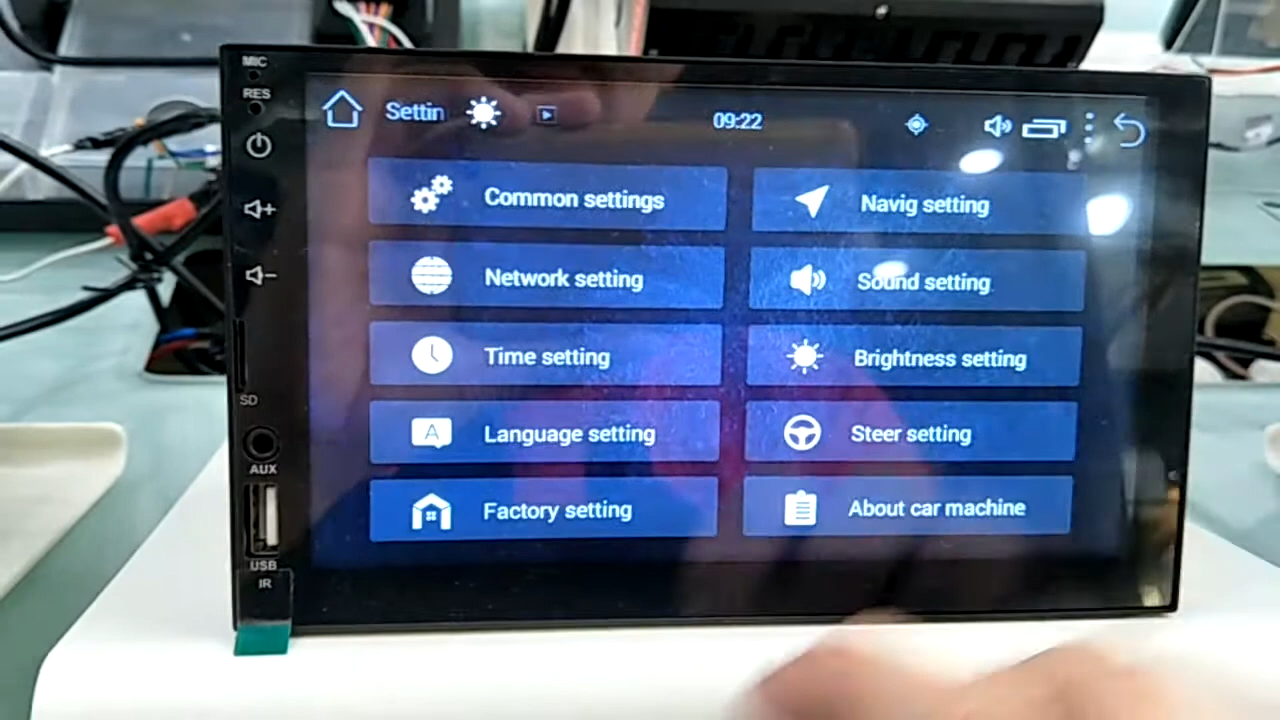 MIC
RES
SD
AUX
USB
IR
Settin
09:22
Common settings
Navig setting
Network setting
Sound setting
Time setting
Brightness setting
A
Language setting
Steer setting
Factory setting
About car machine